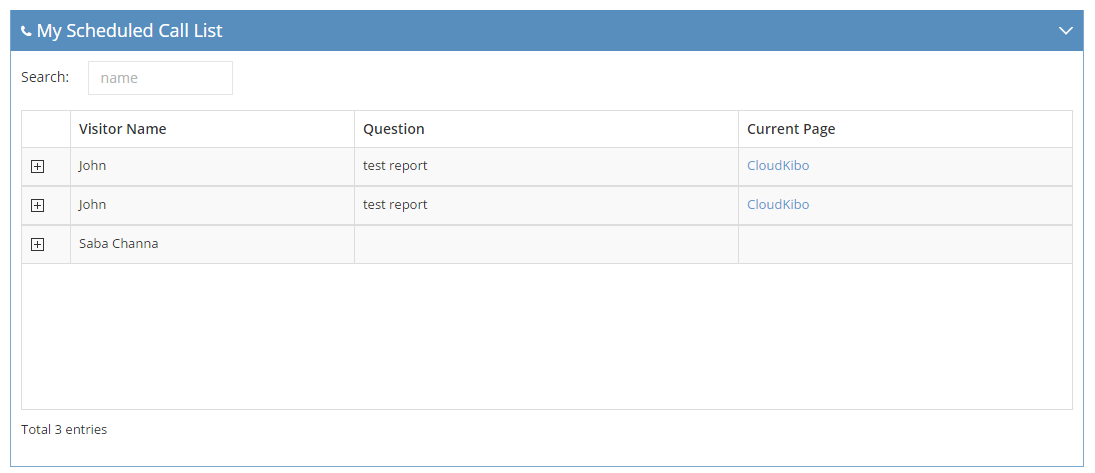 My Scheduled Call List
Search: name
Visitor Name Question Current Page
John test report CloudKibo
John test report CloudKibo
Saba Channa
Total 3 entries